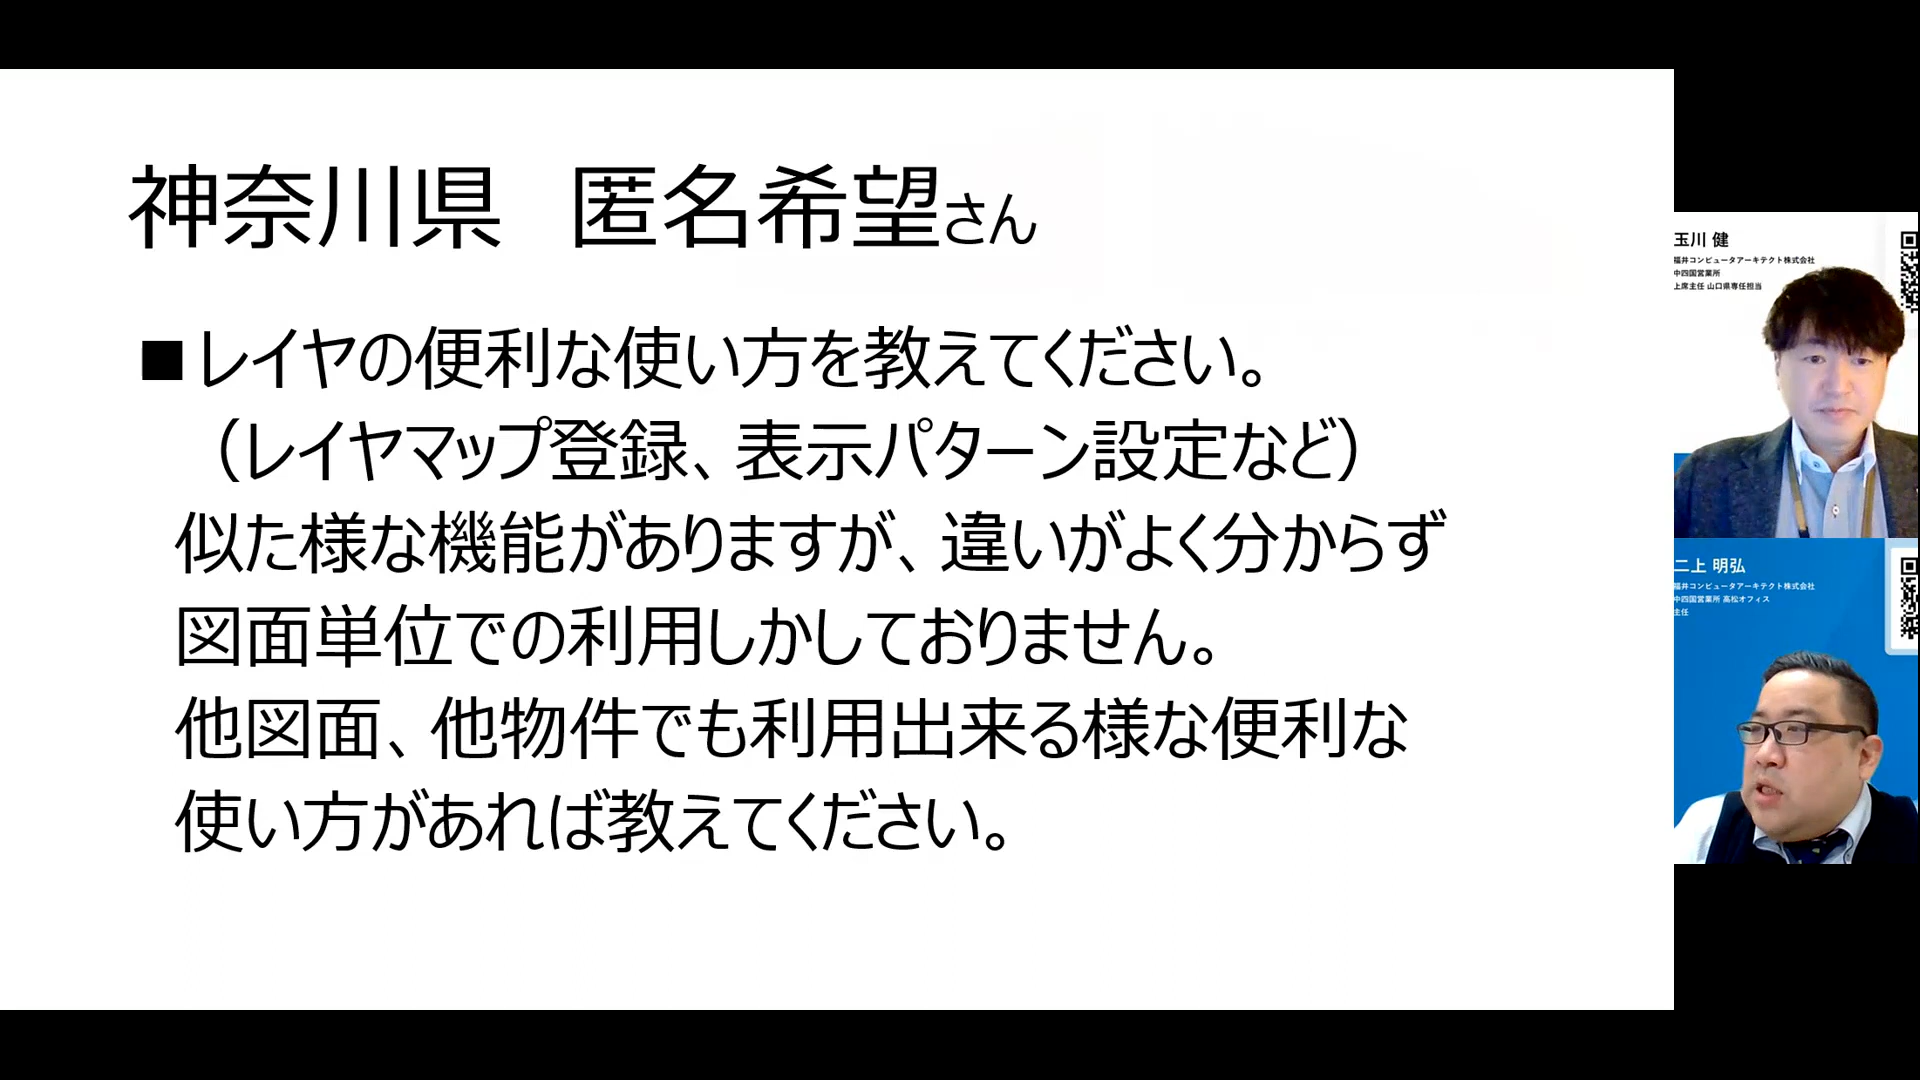 神奈川県　匿名希望さん
■レイヤの便利な使い方を教えてください。
（レイヤマップ登録、表示パターン設定など）
似た様な機能がありますが、違いがよく分からず
図面単位での利用しかしておりません。
他図面、他物件でも利用出来る様な便利な
使い方があれば教えてください。
玉川 健
福井コンピュータアーキテクト株式会社
中四国営業所
上席主任 山口県専任担当
二上 明弘
福井コンピュータアーキテクト株式会社
中四国営業所 高松オフィス
主任